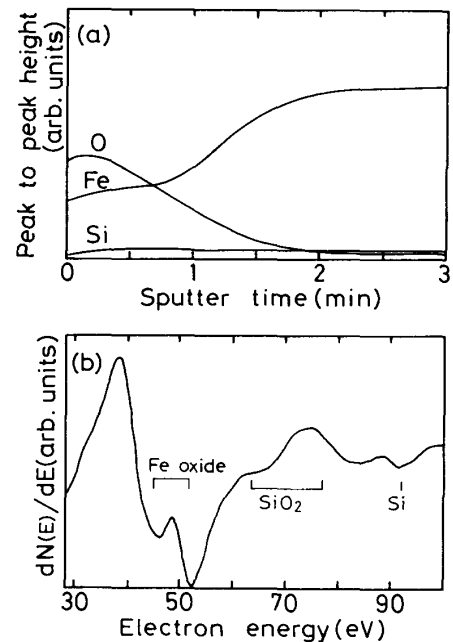 (a)
Peak to peak height
(arb. units)
O
Fe
Si
0 1 2 3
Sputter time (min)
(b)
dN(E)/dE(arb. units)
Fe oxide
SiO₂
Si
30 50 70 90
Electron energy (eV)